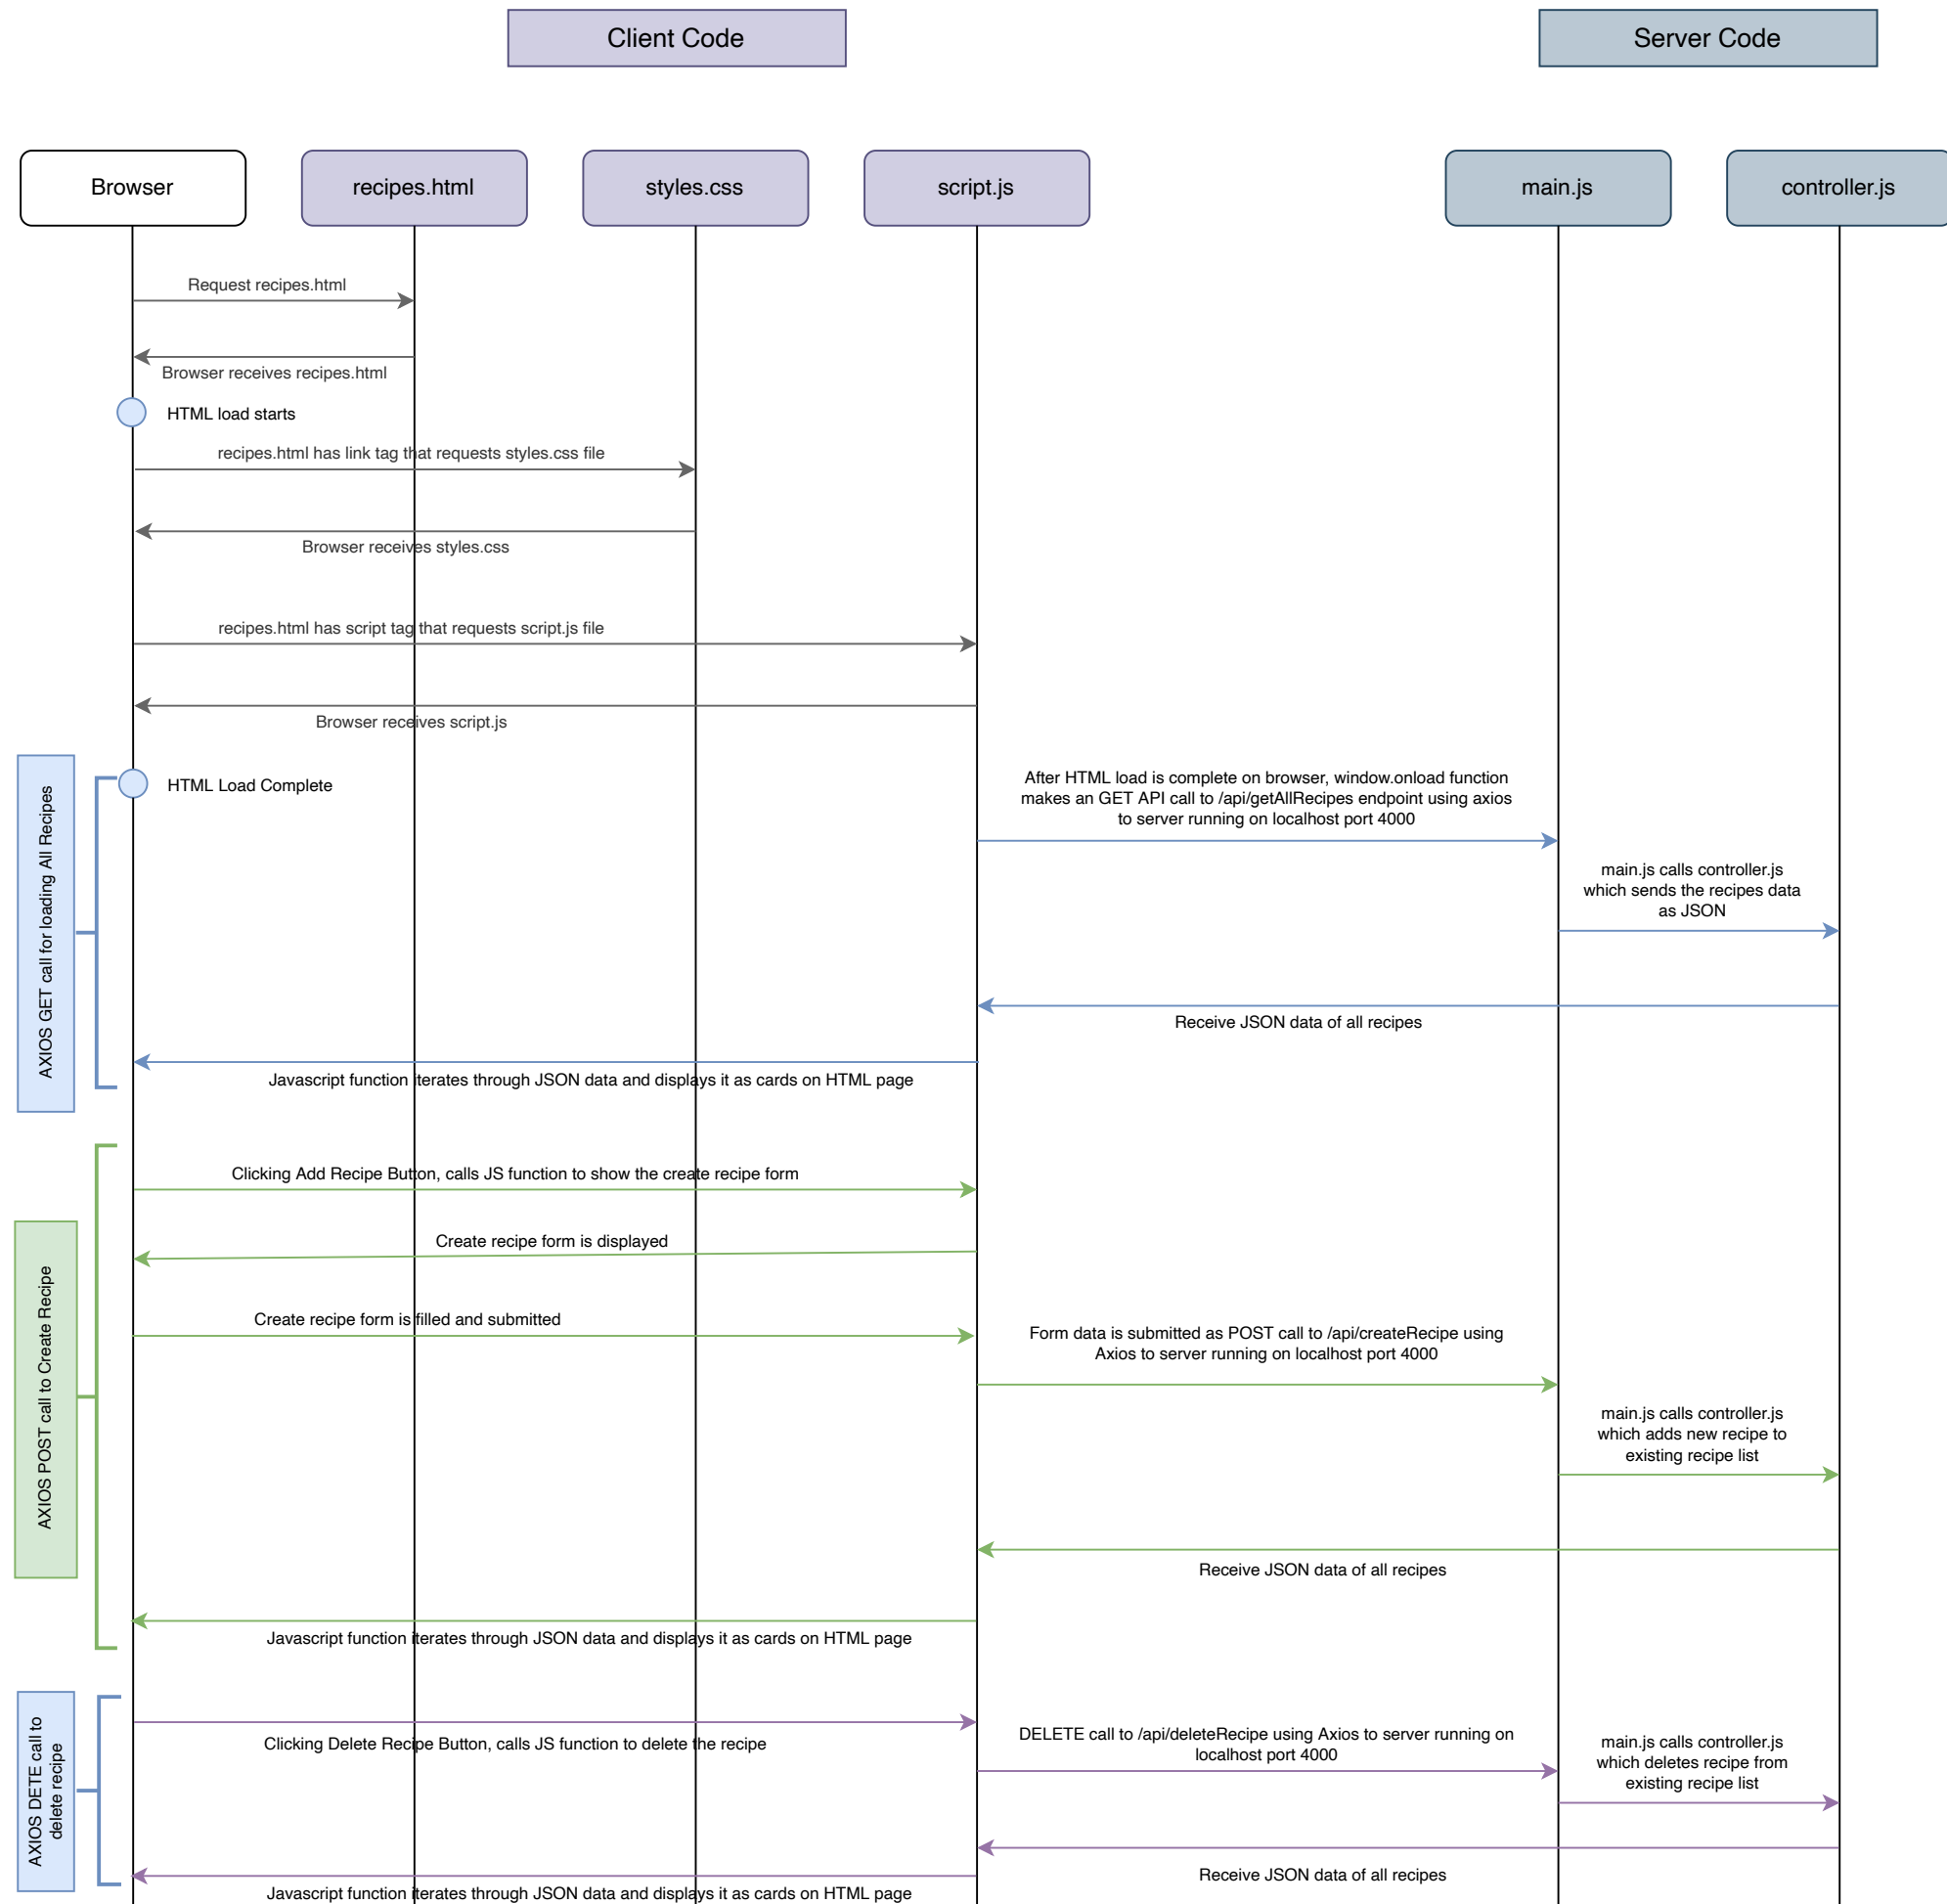 Client Code
Server Code
Browser
recipes.html
styles.css
script.js
main.js
controller.js
Request recipes.html
Browser receives recipes.html
HTML load starts
recipes.html has link tag that requests styles.css file
Browser receives styles.css
recipes.html has script tag that requests script.js file
Browser receives script.js
AXIOS GET call for loading All Recipes
HTML Load Complete
After HTML load is complete on browser, window.onload function
makes an GET API call to /api/getAllRecipes endpoint using axios
to server running on localhost port 4000
main.js calls controller.js
which sends the recipes data
as JSON
Receive JSON data of all recipes
Javascript function iterates through JSON data and displays it as cards on HTML page
AXIOS POST call to Create Recipe
Clicking Add Recipe Button, calls JS function to show the create recipe form
Create recipe form is displayed
Create recipe form is filled and submitted
Form data is submitted as POST call to /api/createRecipe using
Axios to server running on localhost port 4000
main.js calls controller.js
which adds new recipe to
existing recipe list
Receive JSON data of all recipes
Javascript function iterates through JSON data and displays it as cards on HTML page
AXIOS DETE call to
delete recipe
Clicking Delete Recipe Button, calls JS function to delete the recipe
DELETE call to /api/deleteRecipe using Axios to server running on
localhost port 4000
main.js calls controller.js
which deletes recipe from
existing recipe list
Receive JSON data of all recipes
Javascript function iterates through JSON data and displays it as cards on HTML page